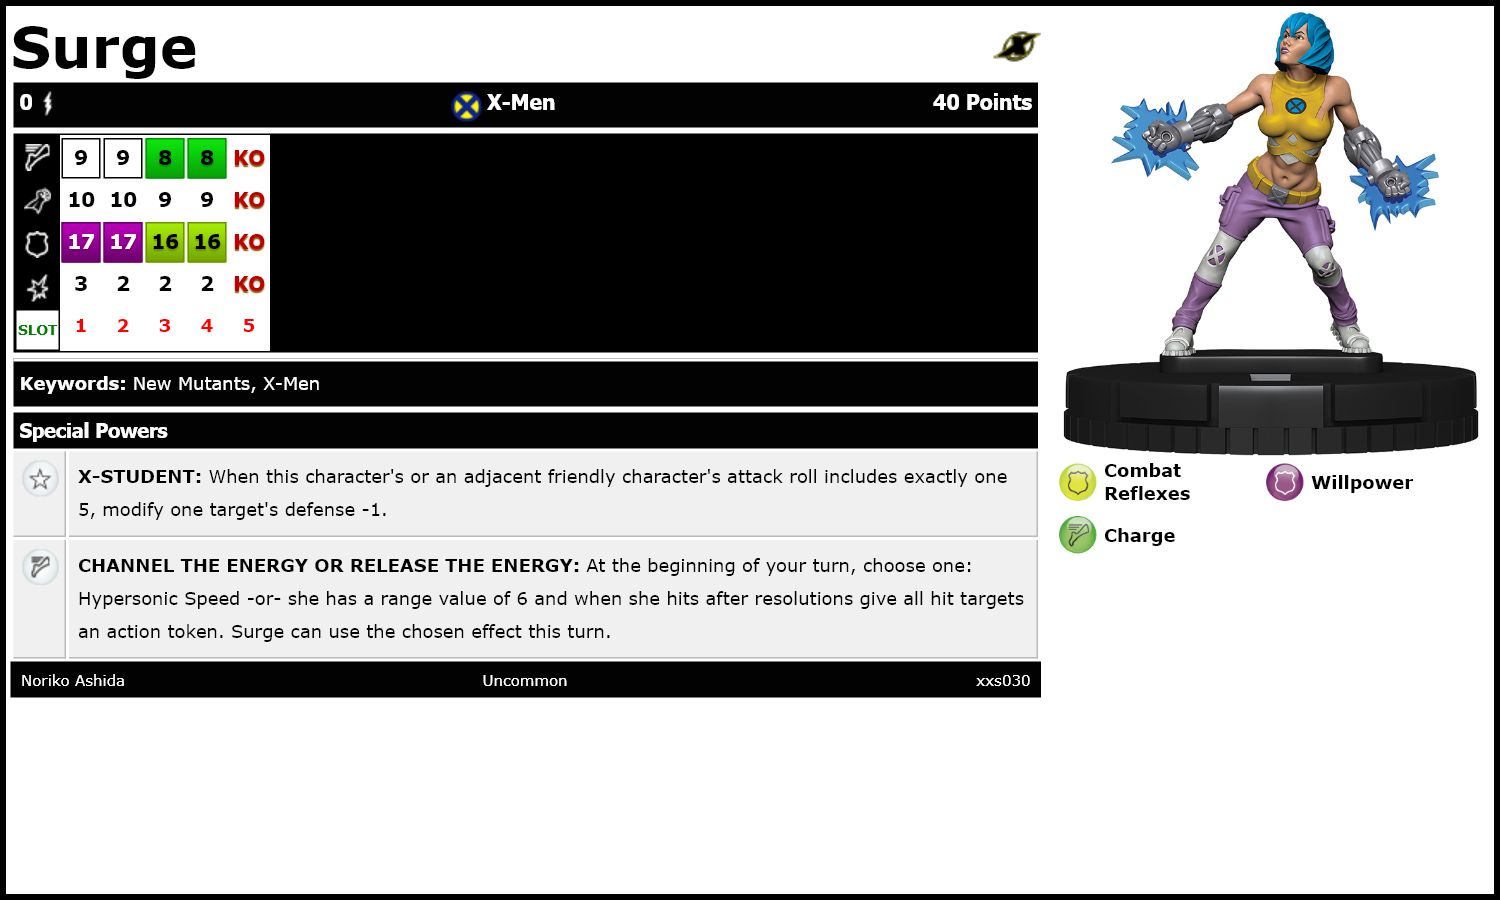 Surge
0 X-Men 40 Points
9 9 8 8 KO
10 10 9 9 KO
17 17 16 16 KO
3 2 2 2 KO
SLOT 1 2 3 4 5
Keywords: New Mutants, X-Men
Special Powers
X-STUDENT: When this character's or an adjacent friendly character's attack roll includes exactly one
5, modify one target's defense -1.
CHANNEL THE ENERGY OR RELEASE THE ENERGY: At the beginning of your turn, choose one:
Hypersonic Speed -or- she has a range value of 6 and when she hits after resolutions give all hit targets
an action token. Surge can use the chosen effect this turn.
Noriko Ashida Uncommon xxs030
Combat
Reflexes
Willpower
Charge